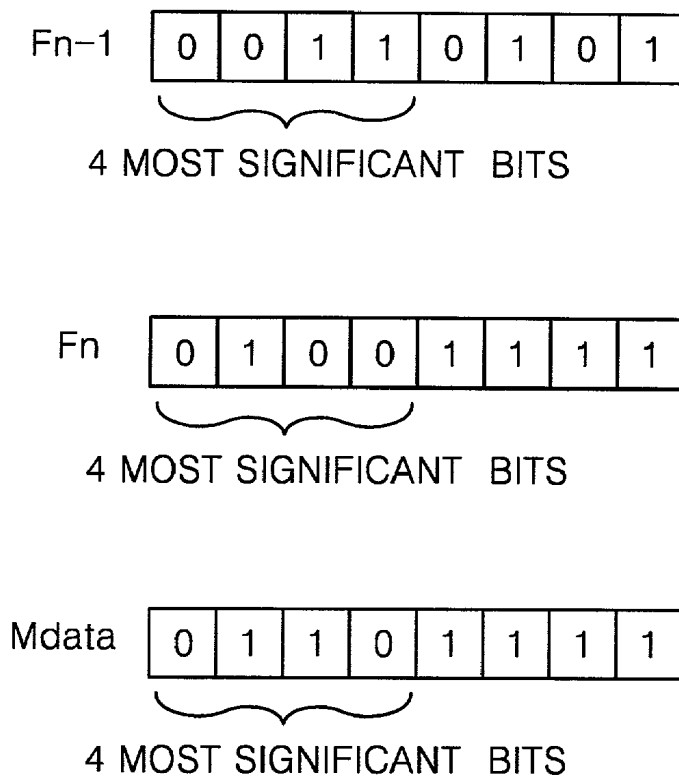 Fn-1 0 0 1 1 0 1 0 1
4 MOST SIGNIFICANT BITS
Fn 0 1 0 0 1 1 1 1
4 MOST SIGNIFICANT BITS
Mdata 0 1 1 0 1 1 1 1
4 MOST SIGNIFICANT BITS